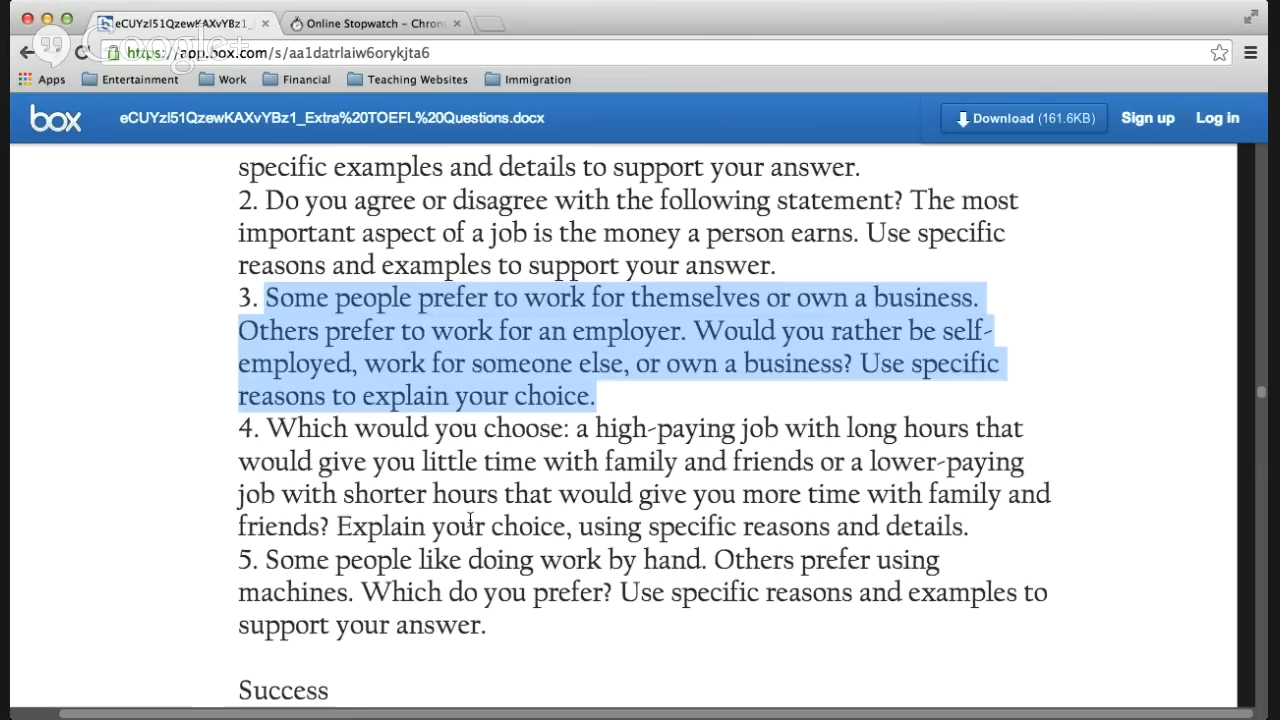 eCUYzl51QzewKAXvYBz1_
Online Stopwatch – Chron
Google+
https://app.box.com/s/aa1datrlaiw6orykjta6
Apps Entertainment Work Financial Teaching Websites Immigration
box eCUYzl51QzewKAXvYBz1_Extra%20TOEFL%20Questions.docx Download (161.6KB) Sign up Log in
specific examples and details to support your answer.
2. Do you agree or disagree with the following statement? The most
important aspect of a job is the money a person earns. Use specific
reasons and examples to support your answer.
3. Some people prefer to work for themselves or own a business.
Others prefer to work for an employer. Would you rather be self-
employed, work for someone else, or own a business? Use specific
reasons to explain your choice.
4. Which would you choose: a high-paying job with long hours that
would give you little time with family and friends or a lower-paying
job with shorter hours that would give you more time with family and
friends? Explain your choice, using specific reasons and details.
5. Some people like doing work by hand. Others prefer using
machines. Which do you prefer? Use specific reasons and examples to
support your answer.
Success